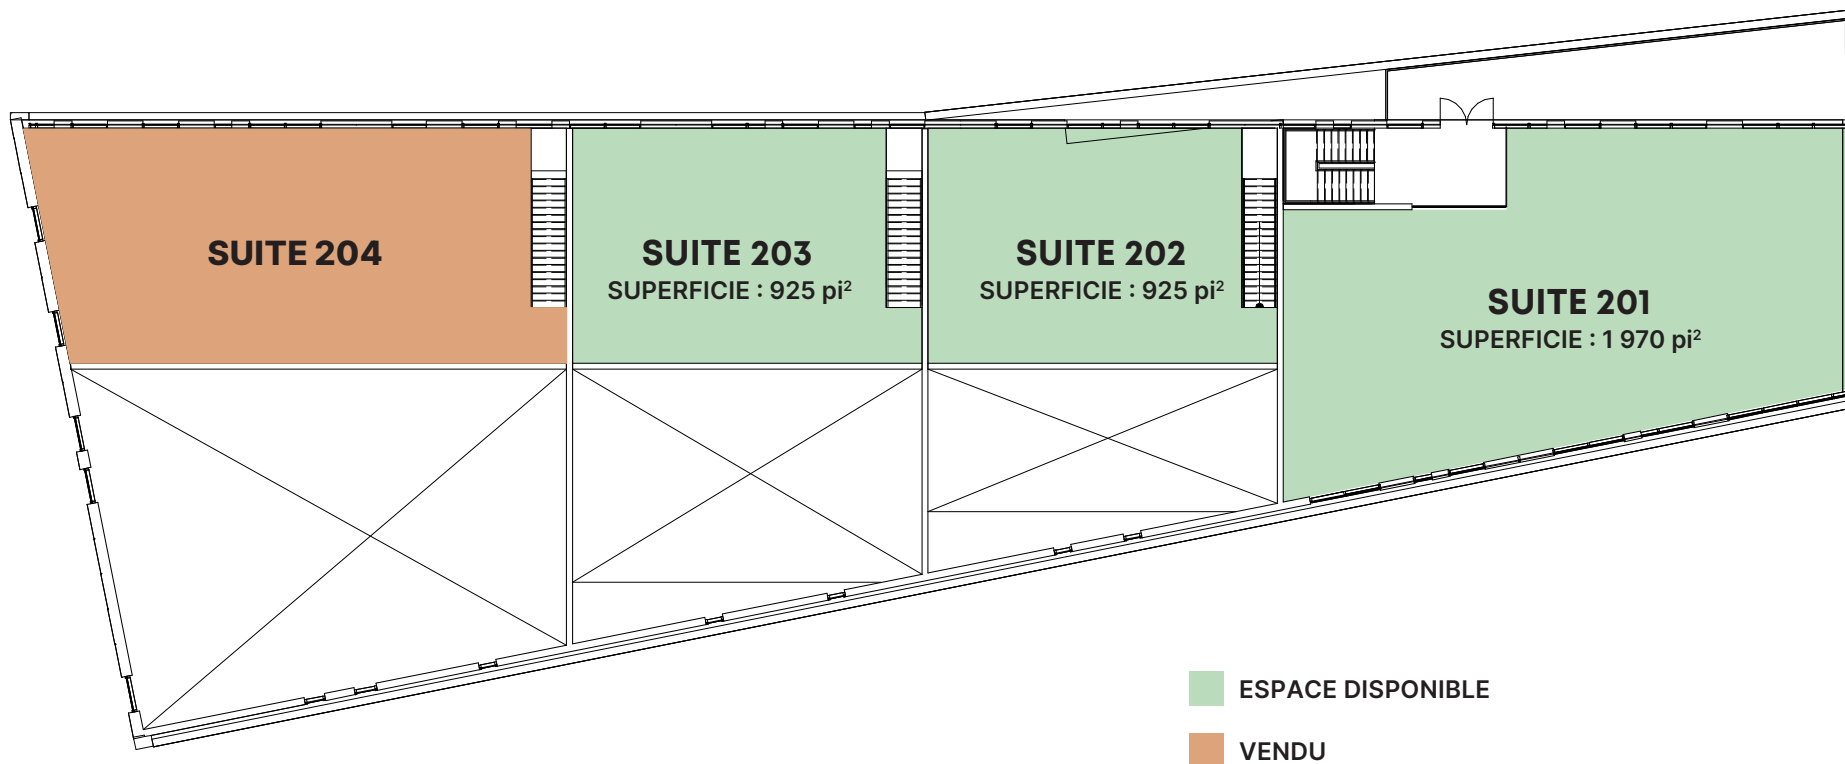 SUITE 204
SUITE 203
SUPERFICIE : 925 pi²
SUITE 202
SUPERFICIE : 925 pi²
SUITE 201
SUPERFICIE : 1 970 pi²
ESPACE DISPONIBLE
VENDU